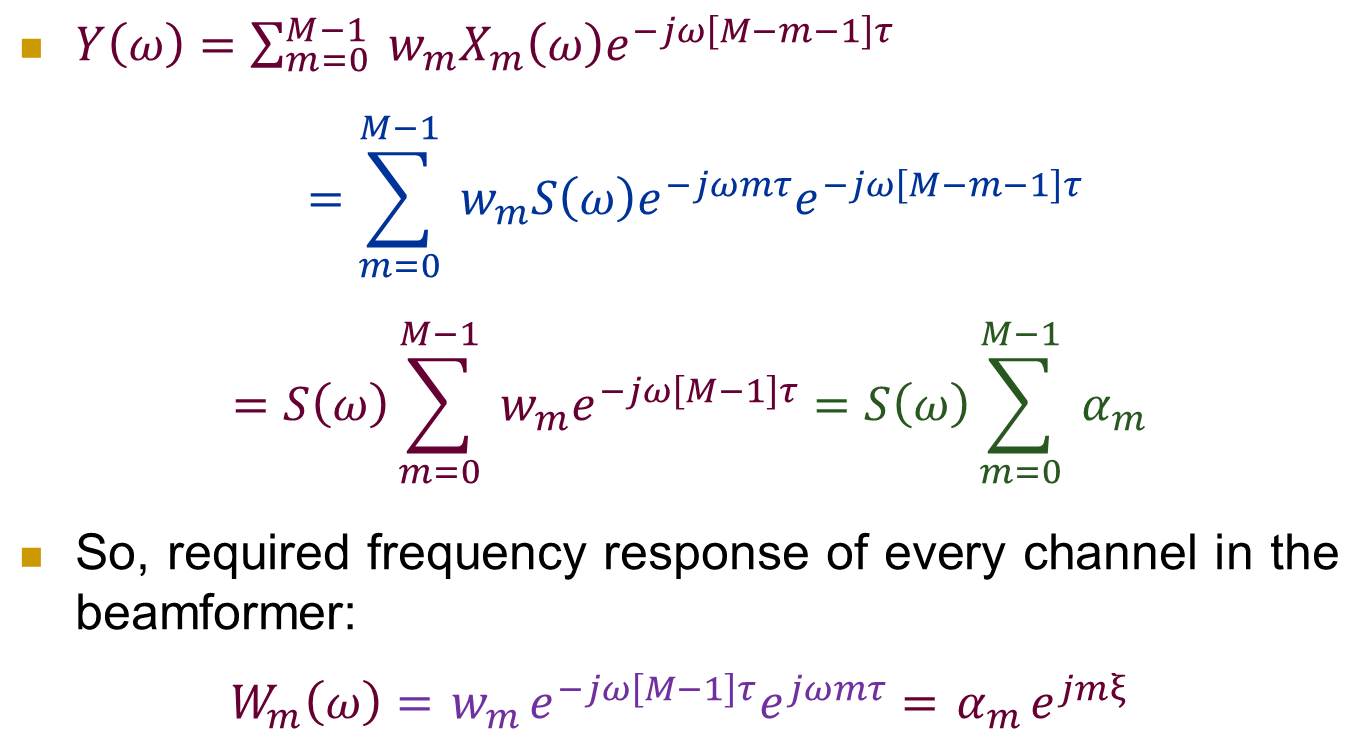 ▪ Y(ω) = ∑_{m=0}^{M−1} w_m X_m(ω)e^{−jω[M−m−1]τ}
= ∑_{m=0}^{M−1} w_m S(ω)e^{−jωmτ}e^{−jω[M−m−1]τ}
= S(ω) ∑_{m=0}^{M−1} w_m e^{−jω[M−1]τ} = S(ω) ∑_{m=0}^{M−1} α_m
▪ So, required frequency response of every channel in the
beamformer:
W_m(ω) = w_m e^{−jω[M−1]τ}e^{jωmτ} = α_m e^{jmξ}